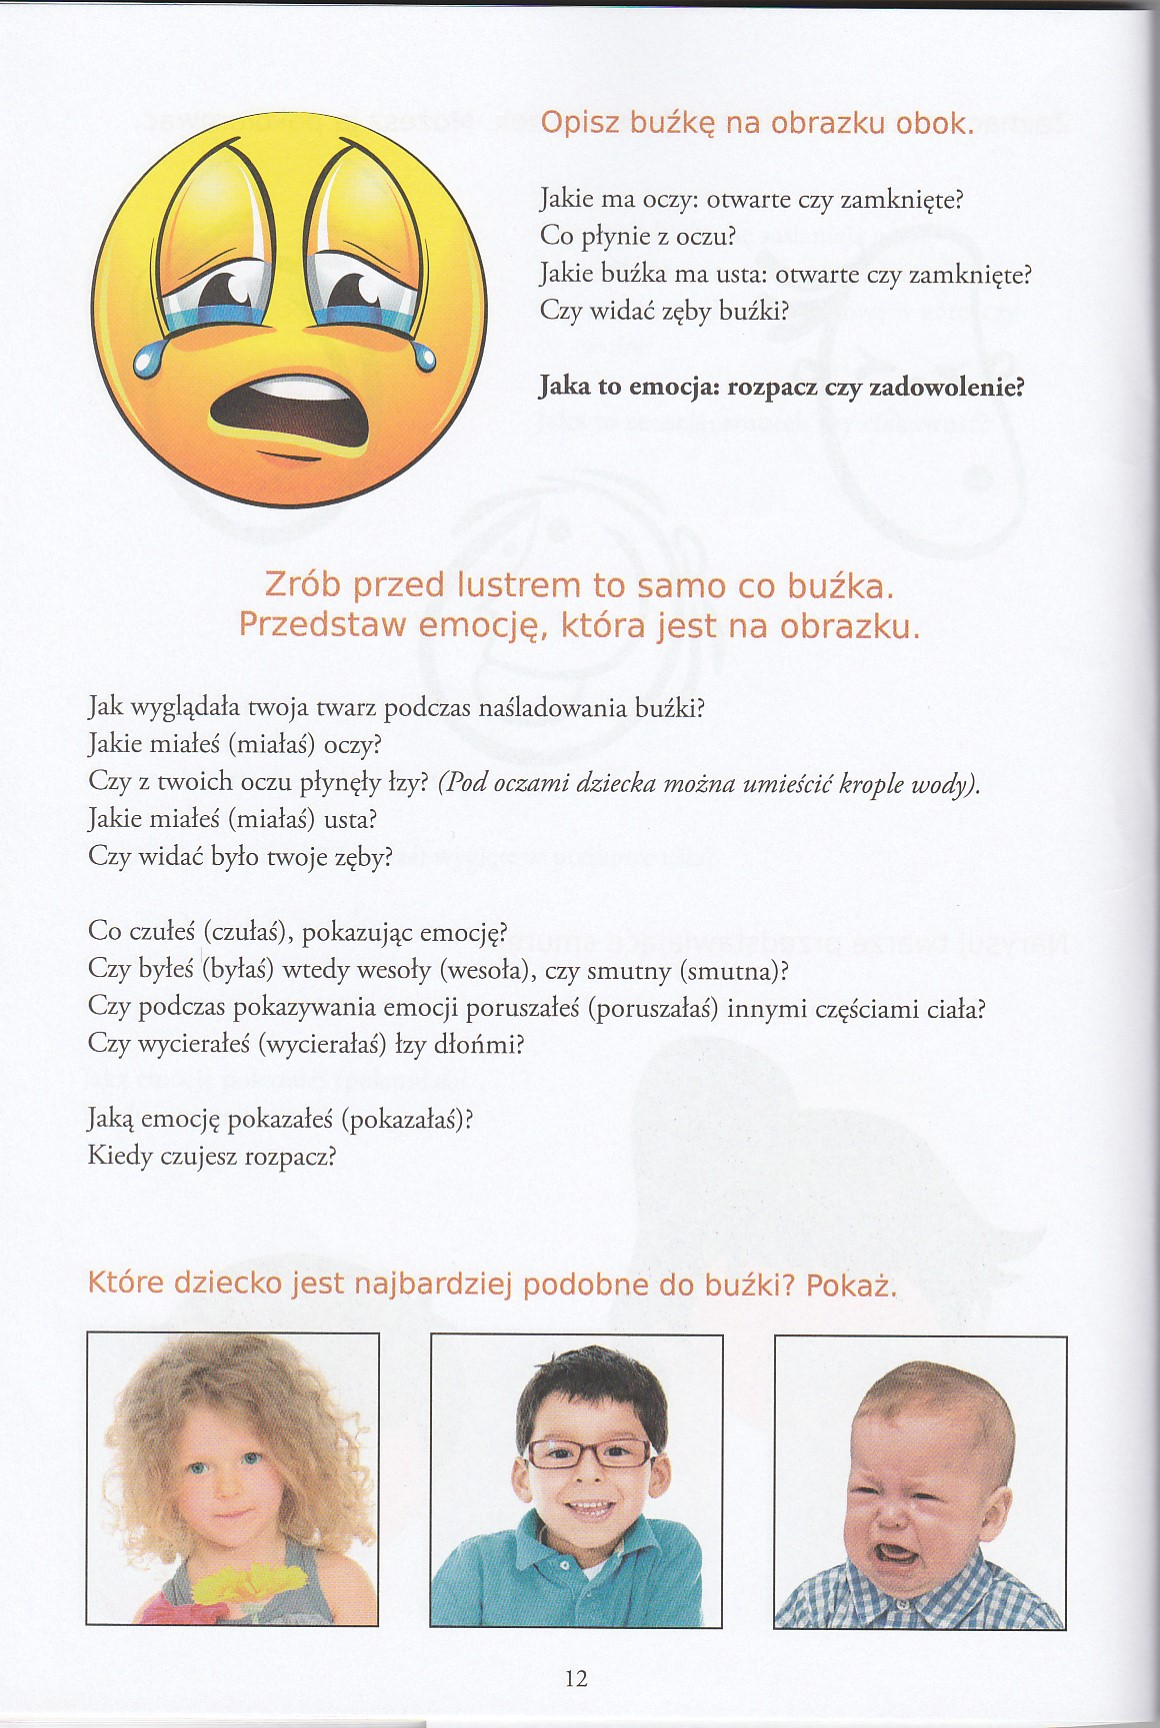 Opisz buźkę na obrazku obok.
Jakie ma oczy: otwarte czy zamknięte?
Co płynie z oczu?
Jakie buźka ma usta: otwarte czy zamknięte?
Czy widać zęby buźki?
Jaka to emocja: rozpacz czy zadowolenie?
Zrób przed lustrem to samo co buźka.
Przedstaw emocję, która jest na obrazku.
Jak wyglądała twoja twarz podczas naśladowania buźki?
Jakie miałeś (miałaś) oczy?
Czy z twoich oczu płynęły łzy? (Pod oczami dziecka można umieścić krople wody).
Jakie miałeś (miałaś) usta?
Czy widać było twoje zęby?
Co czułeś (czułaś), pokazując emocję?
Czy byłeś (byłaś) wtedy wesoły (wesoła), czy smutny (smutna)?
Czy podczas pokazywania emocji poruszałeś (poruszałaś) innymi częściami ciała?
Czy wycierałeś (wycierałaś) łzy dłońmi?
Jaką emocję pokazałeś (pokazałaś)?
Kiedy czujesz rozpacz?
Które dziecko jest najbardziej podobne do buźki? Pokaż.
12